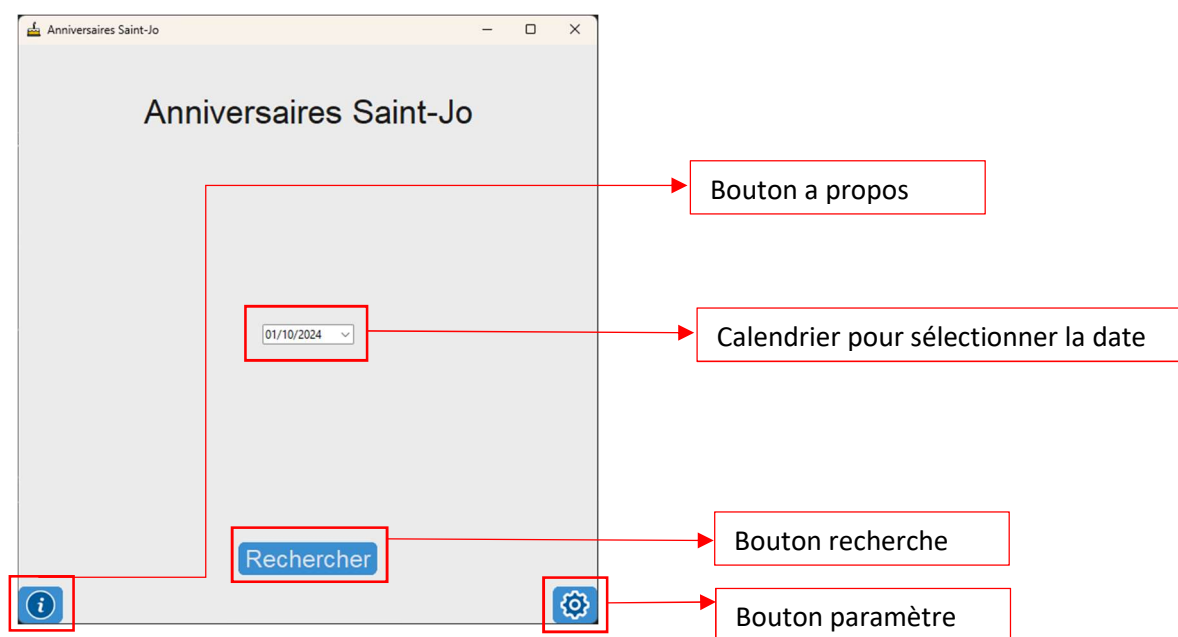 Anniversaires Saint-Jo
Anniversaires Saint-Jo
Bouton a propos
01/10/2024
Calendrier pour sélectionner la date
Rechercher
Bouton recherche
i
Bouton paramètre